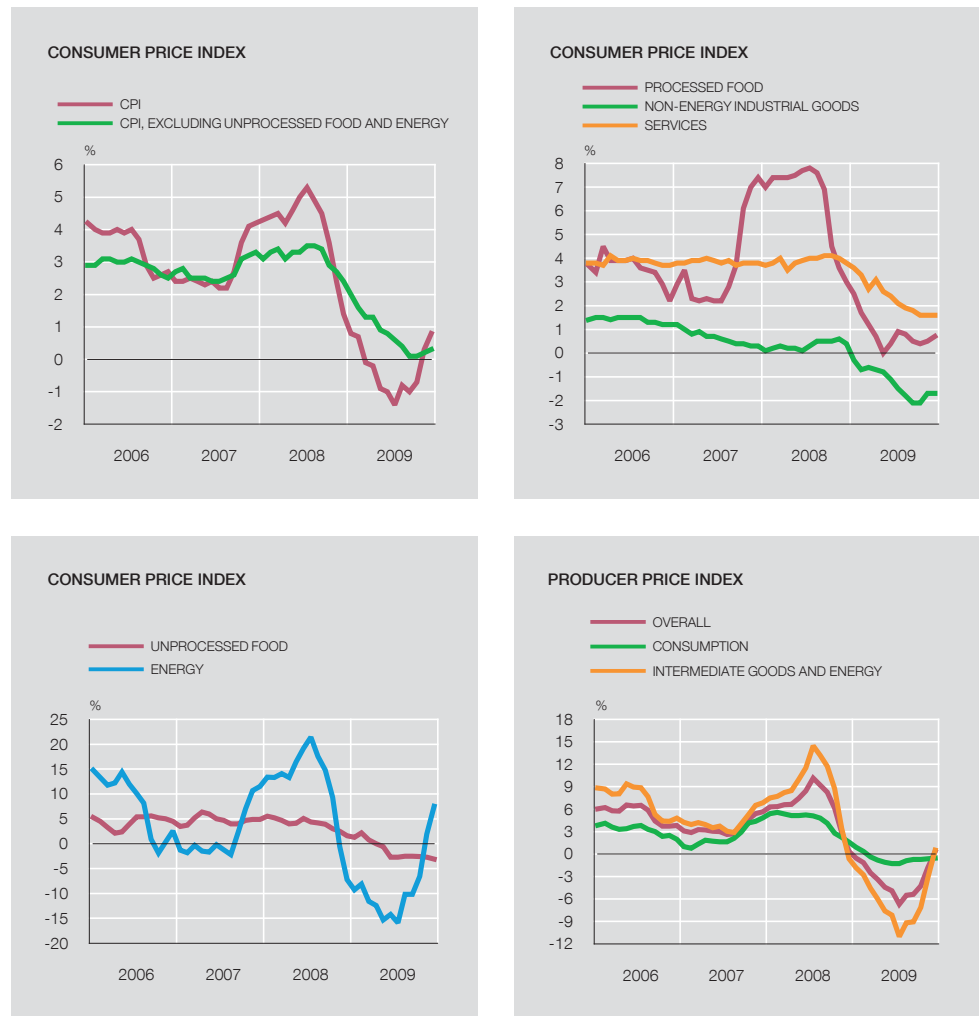 CONSUMER PRICE INDEX
CPI
CPI, EXCLUDING UNPROCESSED FOOD AND ENERGY
%
6
5
4
3
2
1
0
-1
-2
2006 2007 2008 2009
CONSUMER PRICE INDEX
PROCESSED FOOD
NON-ENERGY INDUSTRIAL GOODS
SERVICES
%
8
7
6
5
4
3
2
1
0
-1
-2
-3
2006 2007 2008 2009
CONSUMER PRICE INDEX
UNPROCESSED FOOD
ENERGY
%
25
20
15
10
5
0
-5
-10
-15
-20
2006 2007 2008 2009
PRODUCER PRICE INDEX
OVERALL
CONSUMPTION
INTERMEDIATE GOODS AND ENERGY
%
18
15
12
9
6
3
0
-3
-6
-9
-12
2006 2007 2008 2009